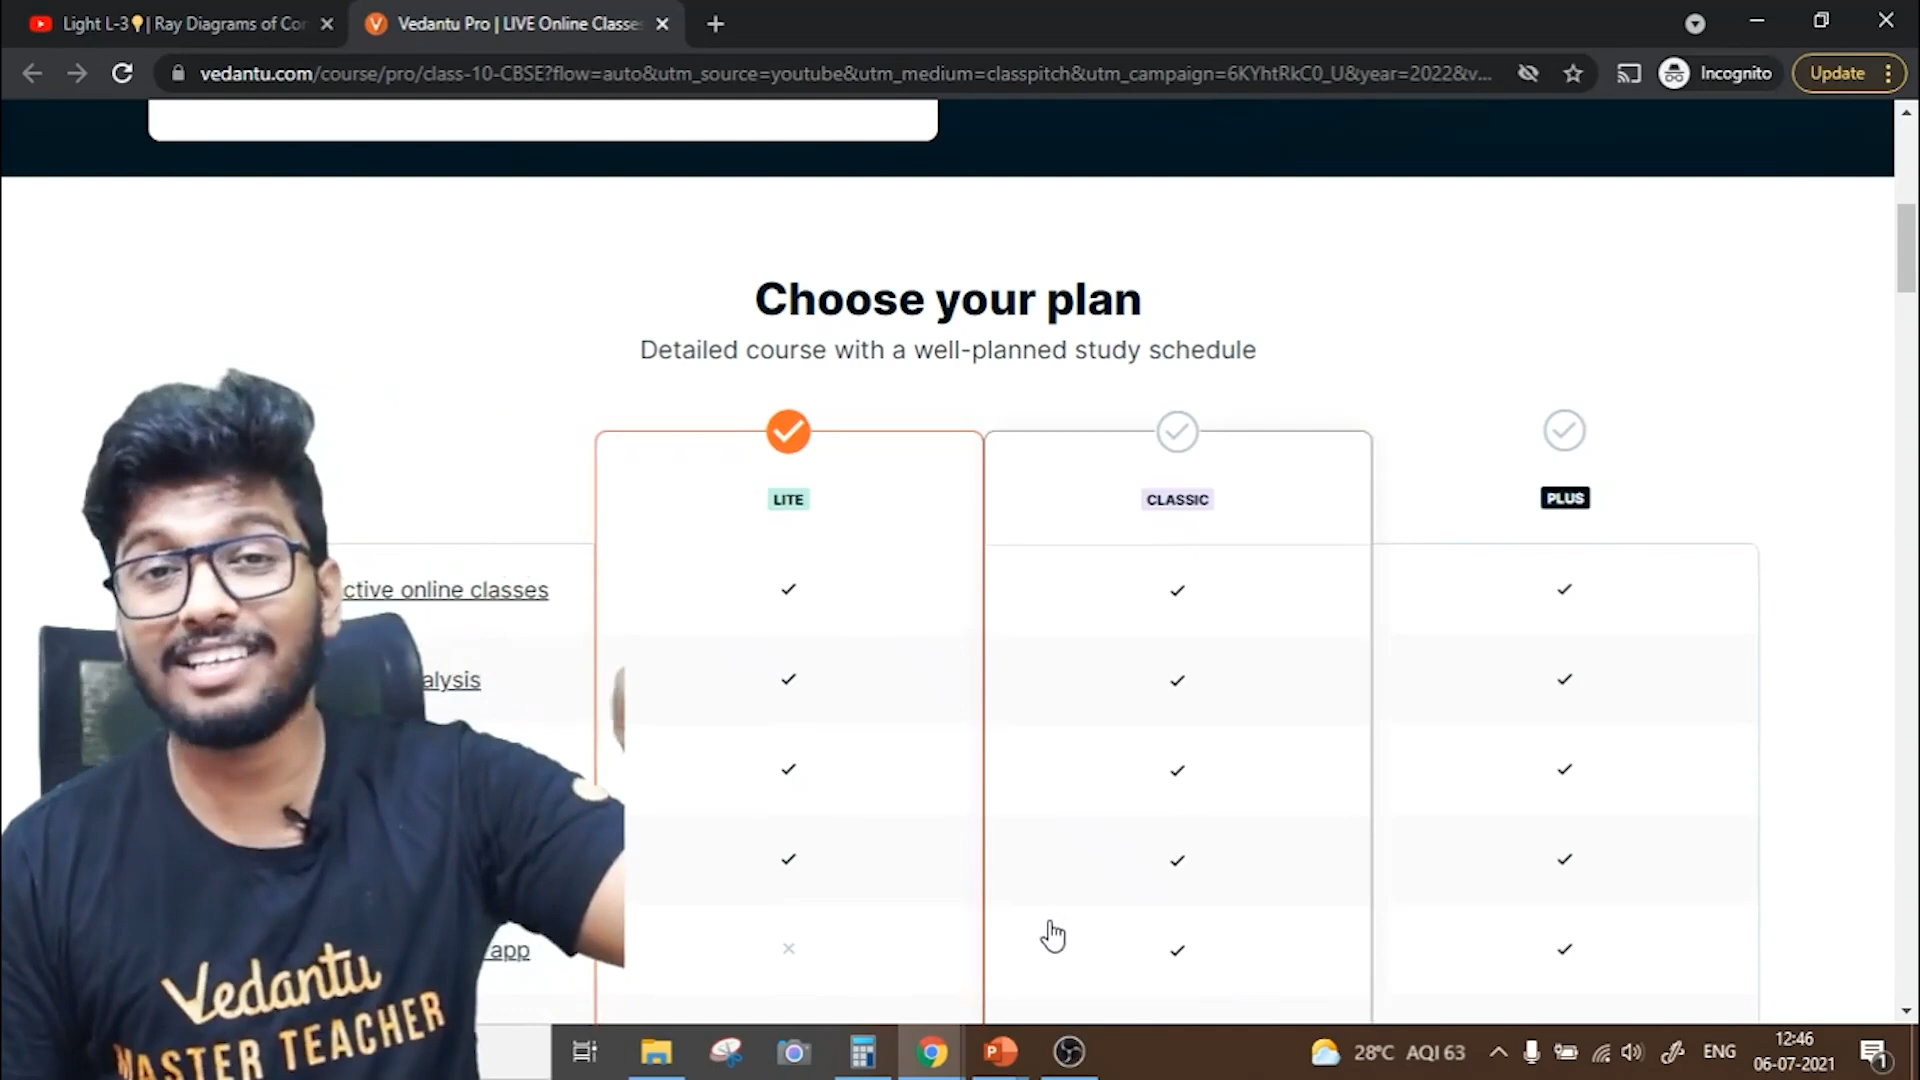 Light L-3 | Ray Diagrams of Cor
Vedantu Pro | LIVE Online Classes
vedantu.com/course/pro/class-10-CBSE?flow=auto&utm_source=youtube&utm_medium=classpitch&utm_campaign=6KYhtRkC0_U&year=2022&v...
Incognito
Update
Choose your plan
Detailed course with a well-planned study schedule
LITE
CLASSIC
PLUS
ctive online classes
alysis
app
Vedantu
MASTER TEACHER
28°C AQI 63
ENG
12:46
06-07-2021
1